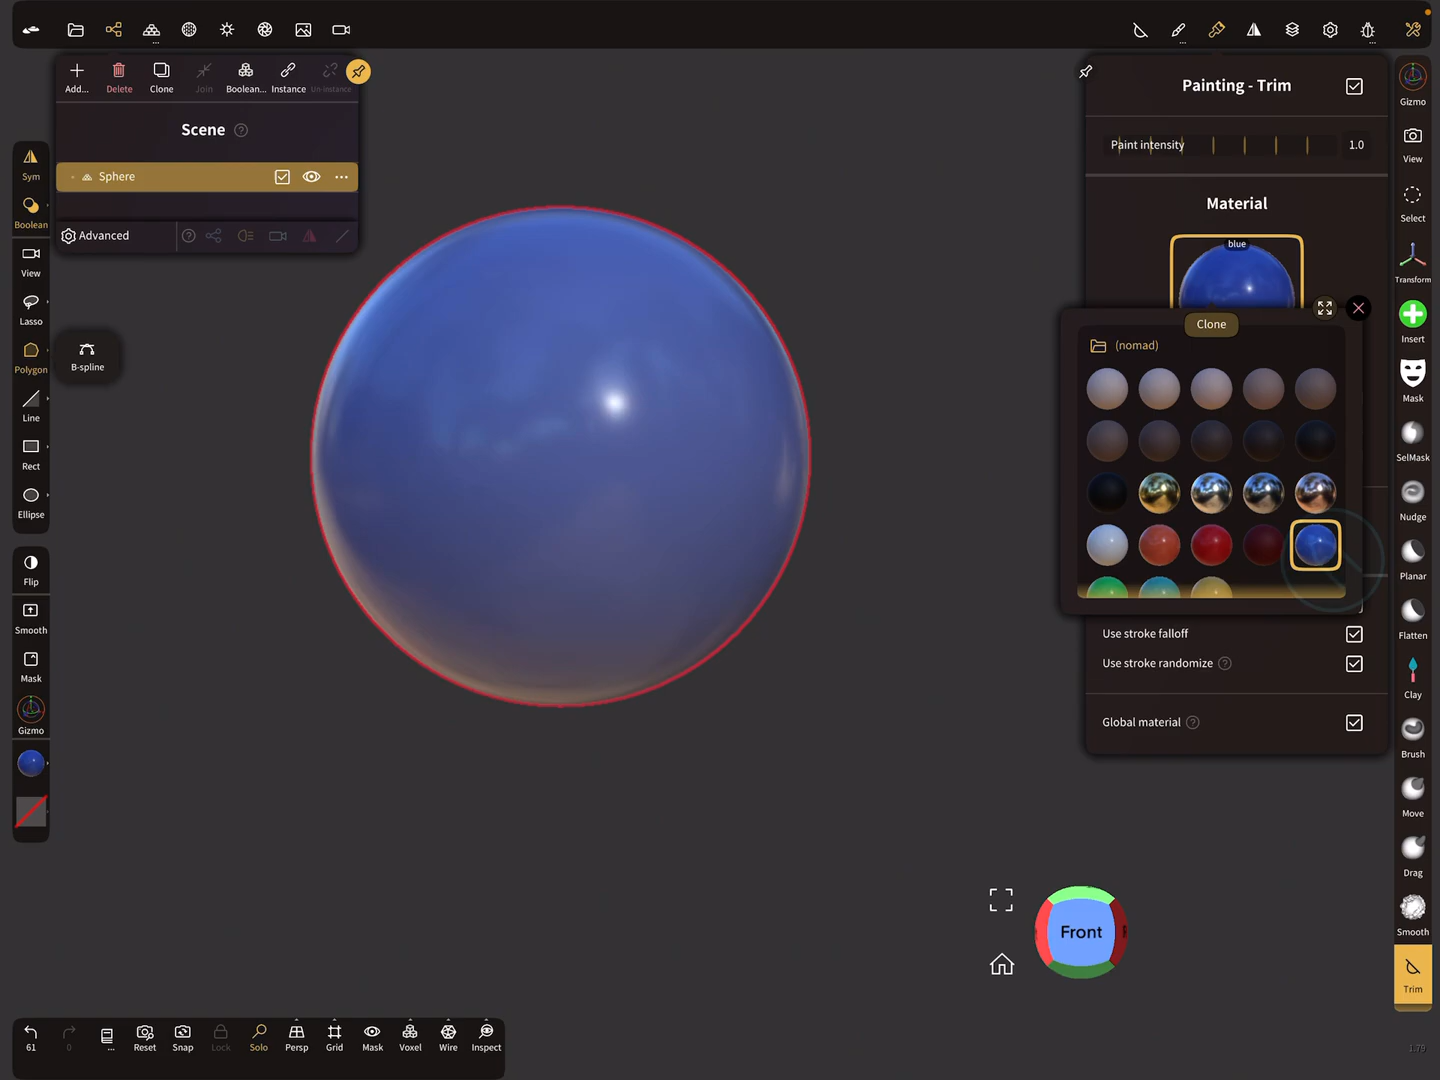 Add...
Delete
Clone
Join
Boolean...
Instance
Un-instance
Scene
Sphere
Advanced
Sym
Boolean
View
Lasso
Polygon
B-spline
Line
Rect
Ellipse
Flip
Smooth
Mask
Gizmo
Painting - Trim
Paint intensity
1.0
Material
blue
Clone
(nomad)
Use stroke falloff
Use stroke randomize
Global material
Gizmo
View
Select
Transform
Insert
Mask
SelMask
Nudge
Planar
Flatten
Clay
Brush
Move
Drag
Smooth
Trim
Front
61
0
...
Reset
Snap
Lock
Solo
Persp
Grid
Mask
Voxel
Wire
Inspect
1.79